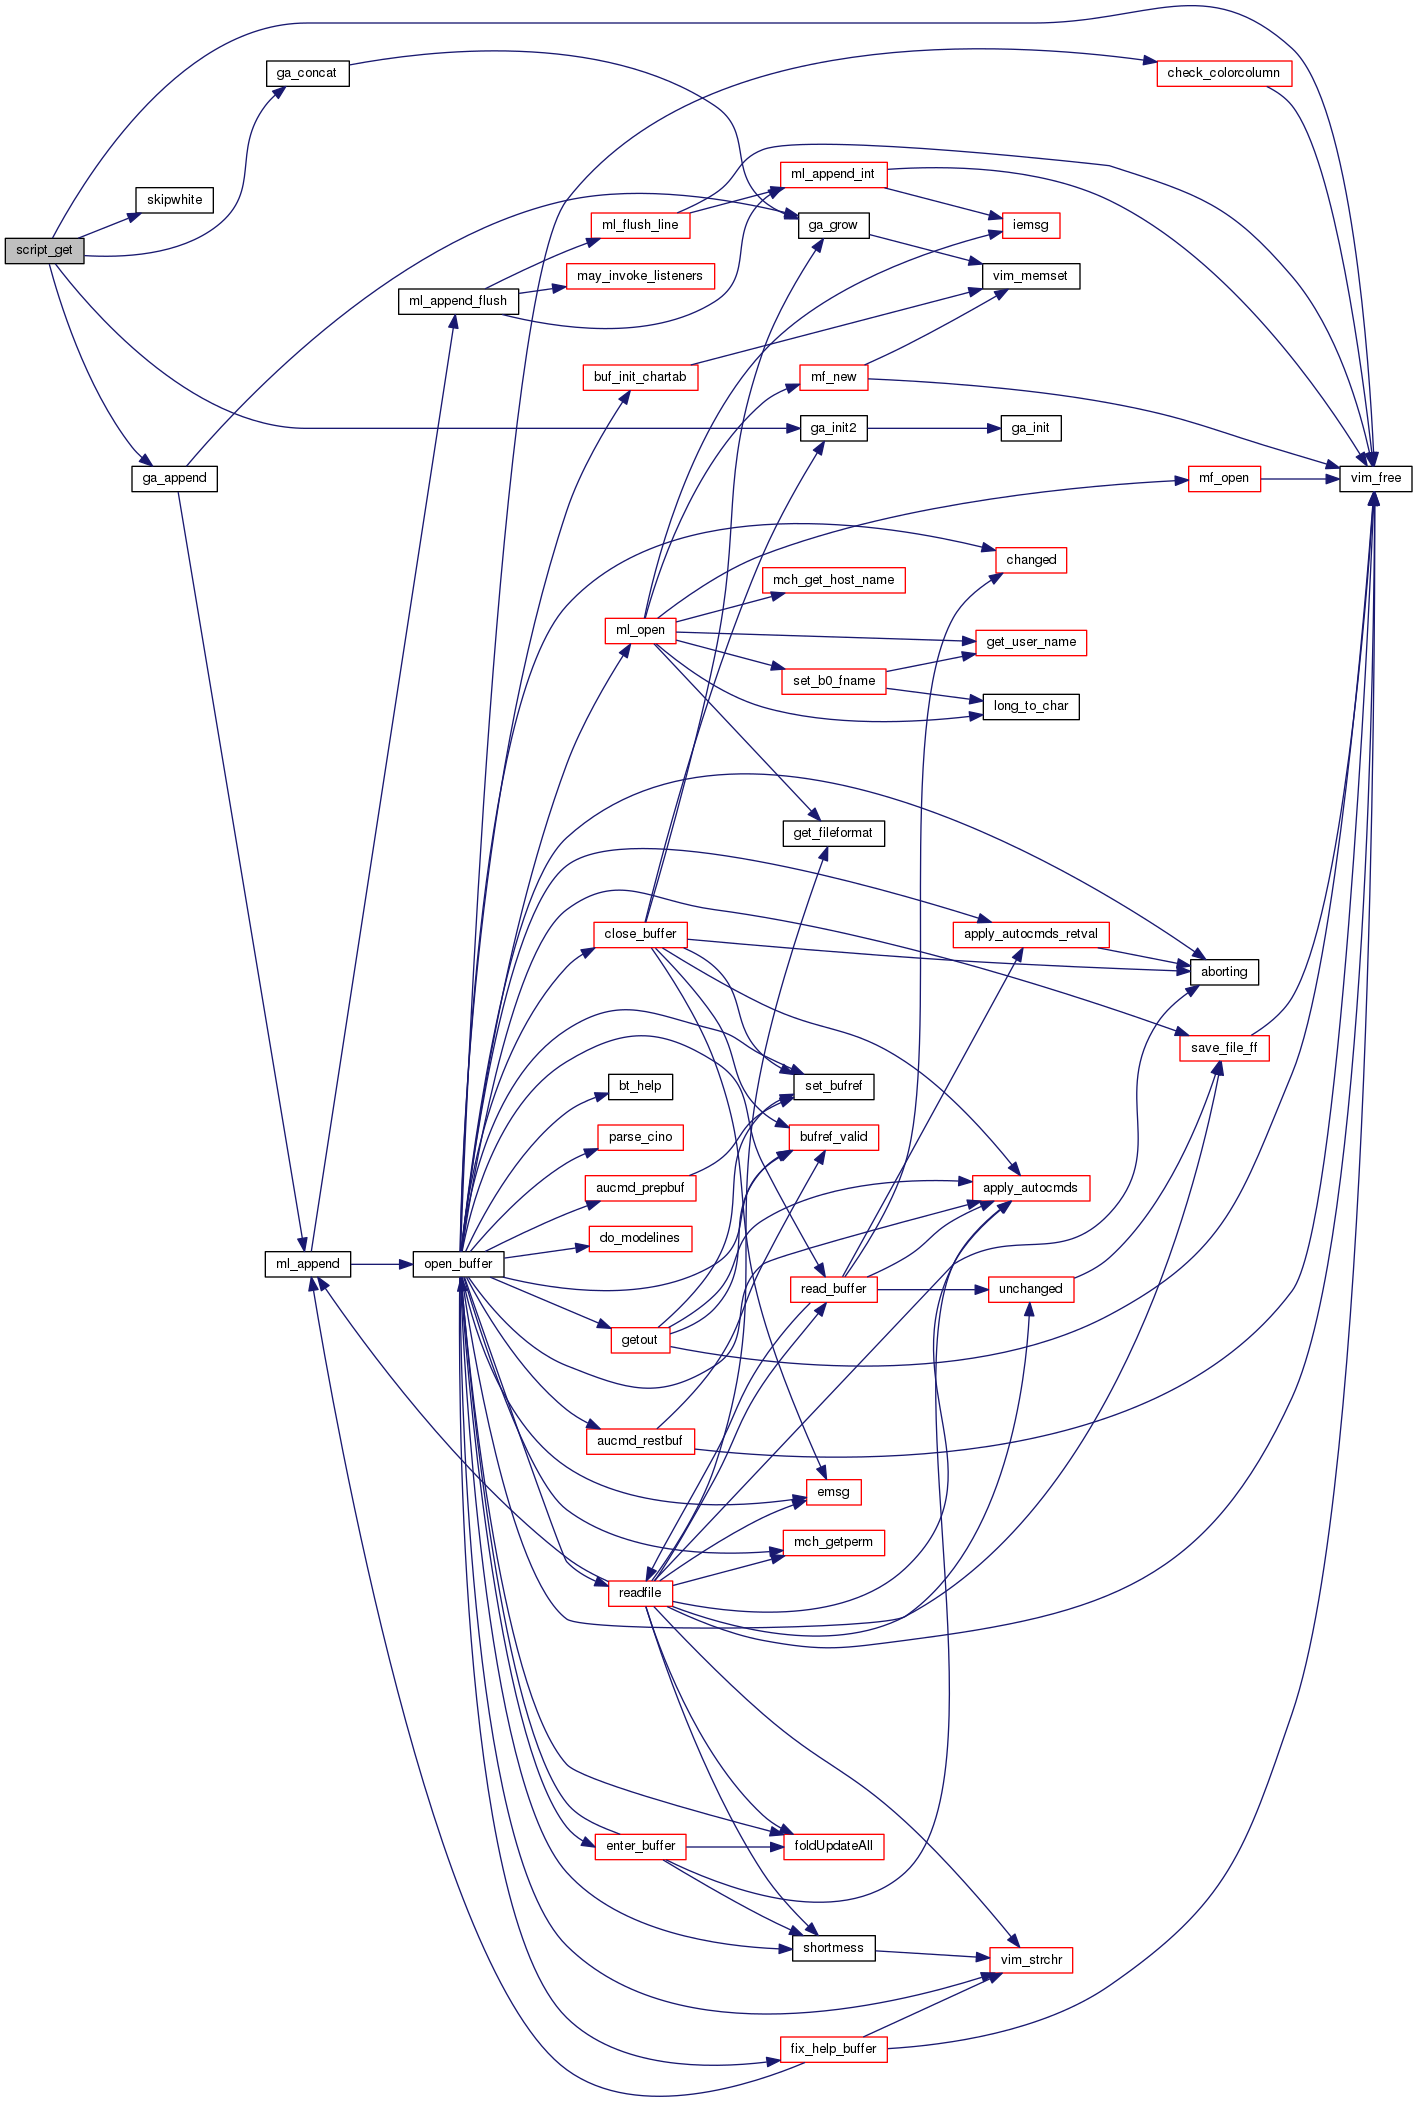 ga_concat
check_colorcolumn
ml_append_int
skipwhite
ml_flush_line
ga_grow
iemsg
script_get
may_invoke_listeners
vim_memset
ml_append_flush
buf_init_chartab
mf_new
ga_init2
ga_init
ga_append
mf_open
vim_free
changed
mch_get_host_name
ml_open
get_user_name
set_b0_fname
long_to_char
get_fileformat
close_buffer
apply_autocmds_retval
aborting
save_file_ff
bt_help
set_bufref
parse_cino
bufref_valid
aucmd_prepbuf
apply_autocmds
do_modelines
ml_append
open_buffer
read_buffer
unchanged
getout
aucmd_restbuf
emsg
mch_getperm
readfile
enter_buffer
foldUpdateAll
shortmess
vim_strchr
fix_help_buffer